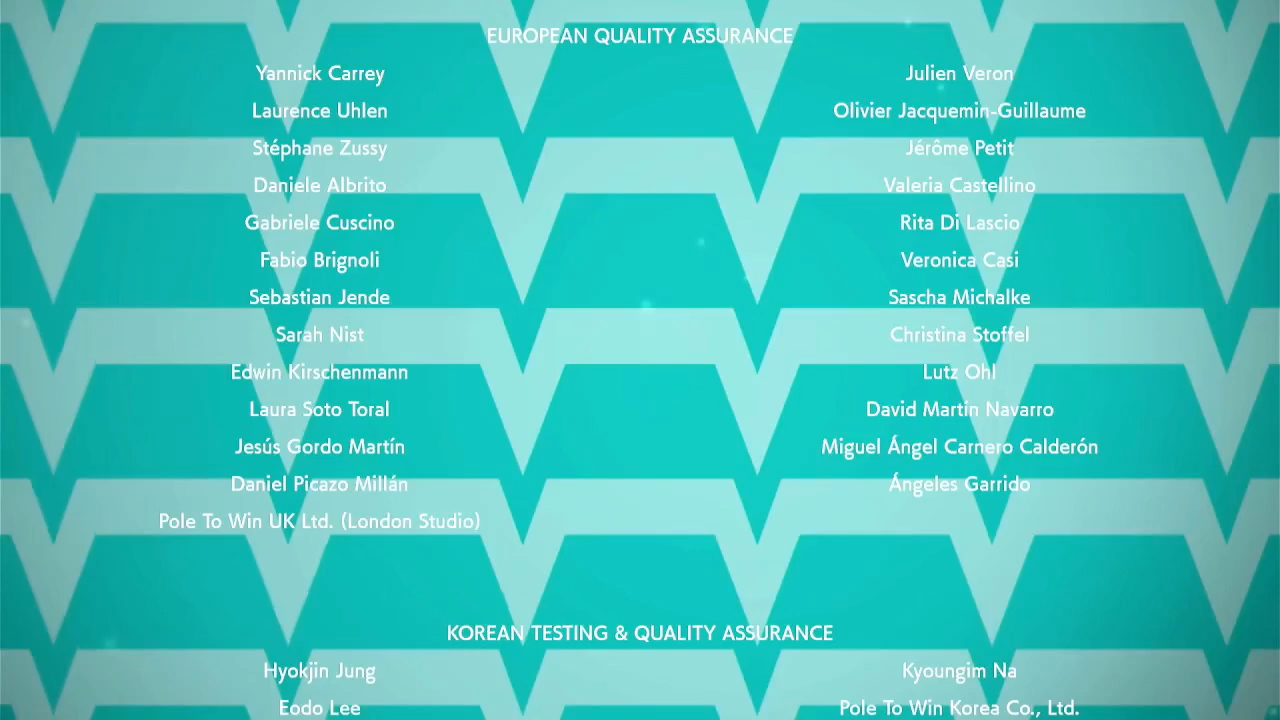 EUROPEAN QUALITY ASSURANCE
Yannick Carrey Julien Veron
Laurence Uhlen Olivier Jacquemin-Guillaume
Stéphane Zussy Jérôme Petit
Daniele Albrito Valeria Castellino
Gabriele Cuscino Rita Di Lascio
Fabio Brignoli Veronica Casi
Sebastian Jende Sascha Michalke
Sarah Nist Christina Stoffel
Edwin Kirschenmann Lutz Ohl
Laura Soto Toral David Martin Navarro
Jesús Gordo Martín Miguel Ángel Carnero Calderón
Daniel Picazo Millán Ángeles Garrido
Pole To Win UK Ltd. (London Studio)
KOREAN TESTING & QUALITY ASSURANCE
Hyokjin Jung Kyoungim Na
Eodo Lee Pole To Win Korea Co., Ltd.